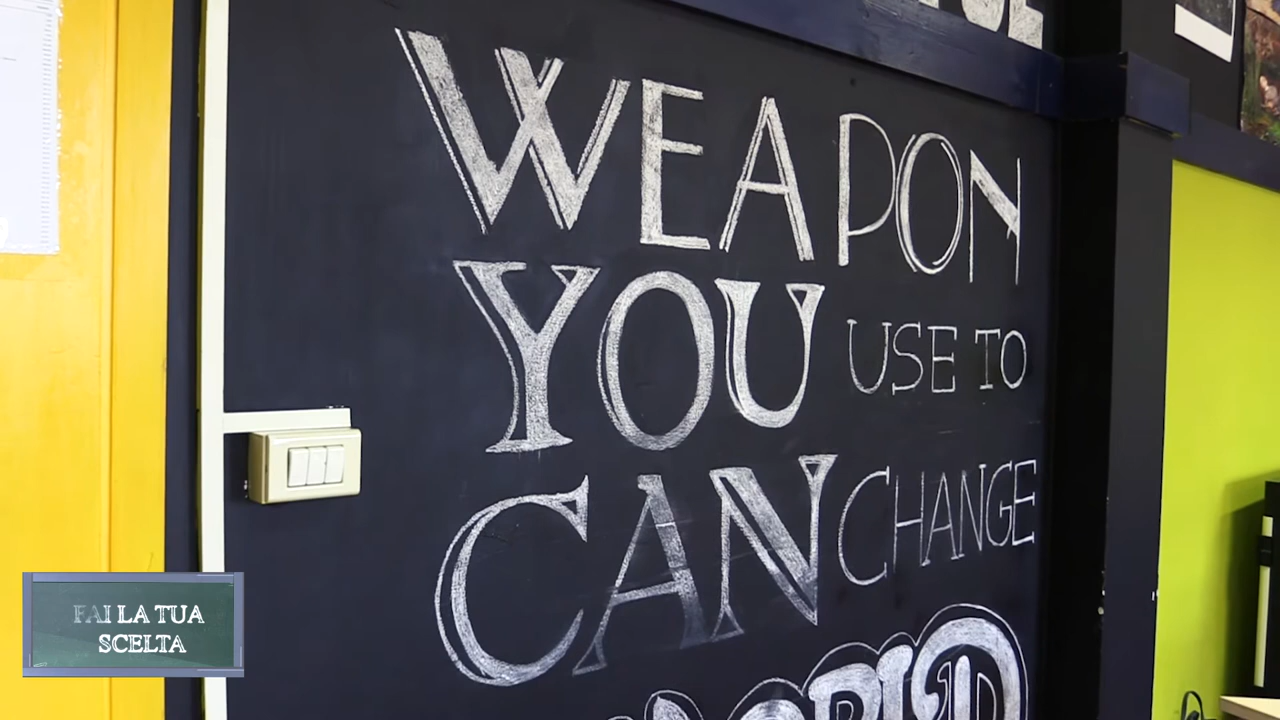 WEAPON
YOU USE TO
CAN CHANGE
FAI LA TUA
SCELTA